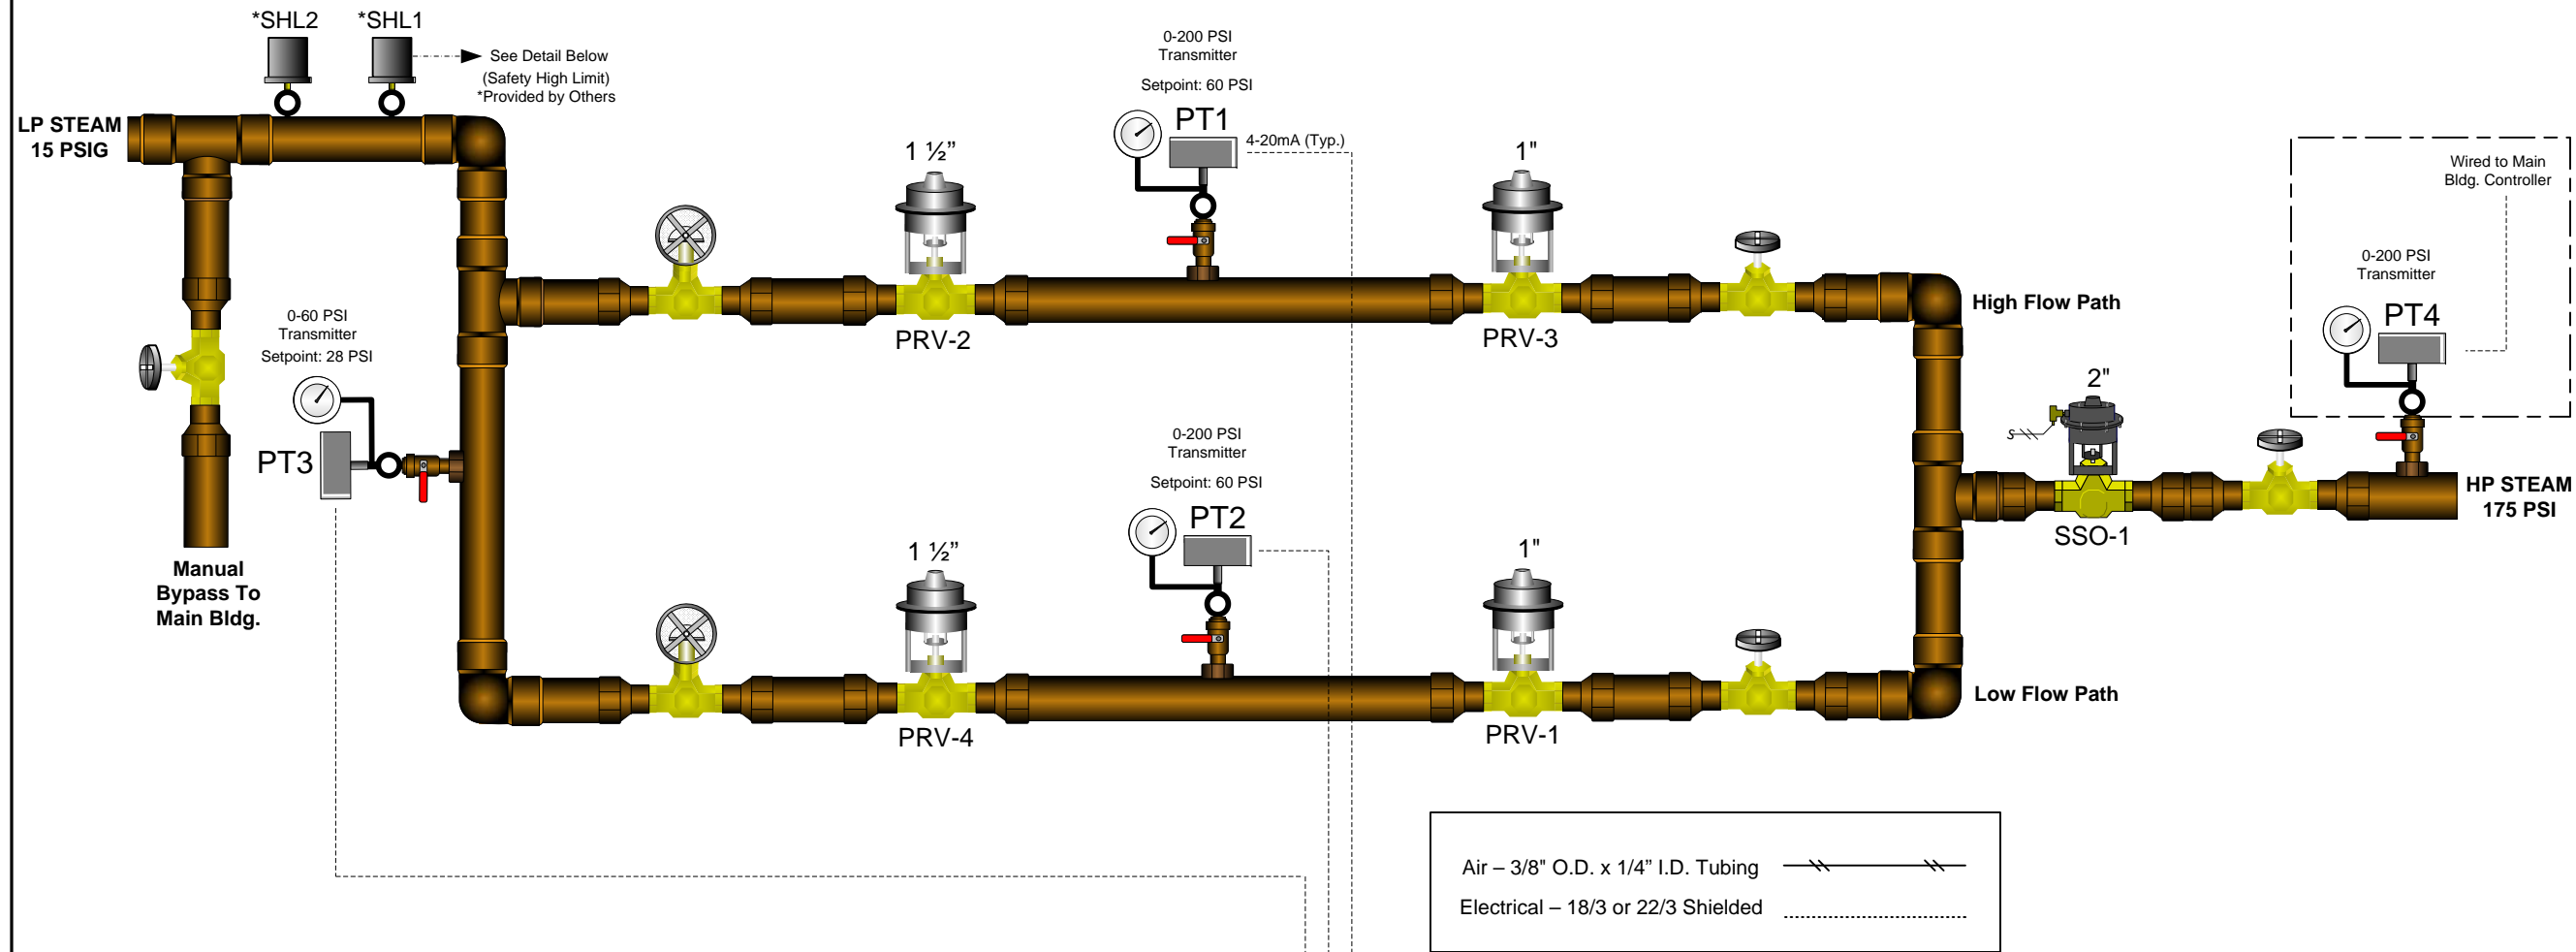 *SHL2
*SHL1
See Detail Below
(Safety High Limit)
*Provided by Others
LP STEAM
15 PSIG
0-200 PSI
Transmitter
Setpoint: 60 PSI
PT1
4-20mA (Typ.)
1 ½”
PRV-2
1"
PRV-3
High Flow Path
Wired to Main
Bldg. Controller
0-200 PSI
Transmitter
PT4
0-60 PSI
Transmitter
Setpoint: 28 PSI
PT3
Manual
Bypass To
Main Bldg.
0-200 PSI
Transmitter
Setpoint: 60 PSI
PT2
1 ½”
PRV-4
1"
PRV-1
Low Flow Path
2"
S
SSO-1
HP STEAM
175 PSI
Air – 3/8" O.D. x 1/4” I.D. Tubing
Electrical – 18/3 or 22/3 Shielded